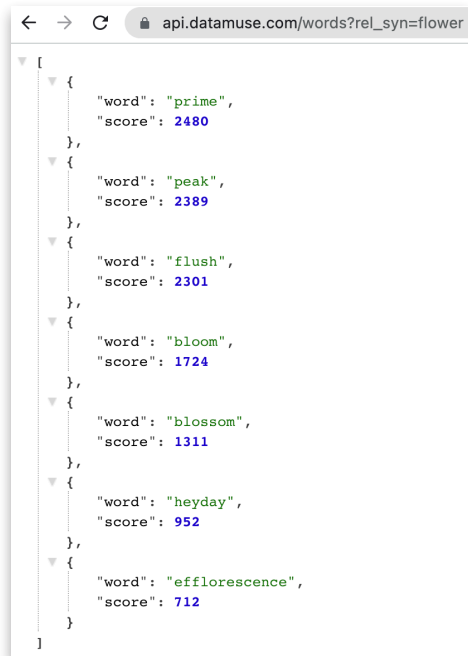 api.datamuse.com/words?rel_syn=flower
[
{
"word": "prime",
"score": 2480
},
{
"word": "peak",
"score": 2389
},
{
"word": "flush",
"score": 2301
},
{
"word": "bloom",
"score": 1724
},
{
"word": "blossom",
"score": 1311
},
{
"word": "heyday",
"score": 952
},
{
"word": "efflorescence",
"score": 712
}
]